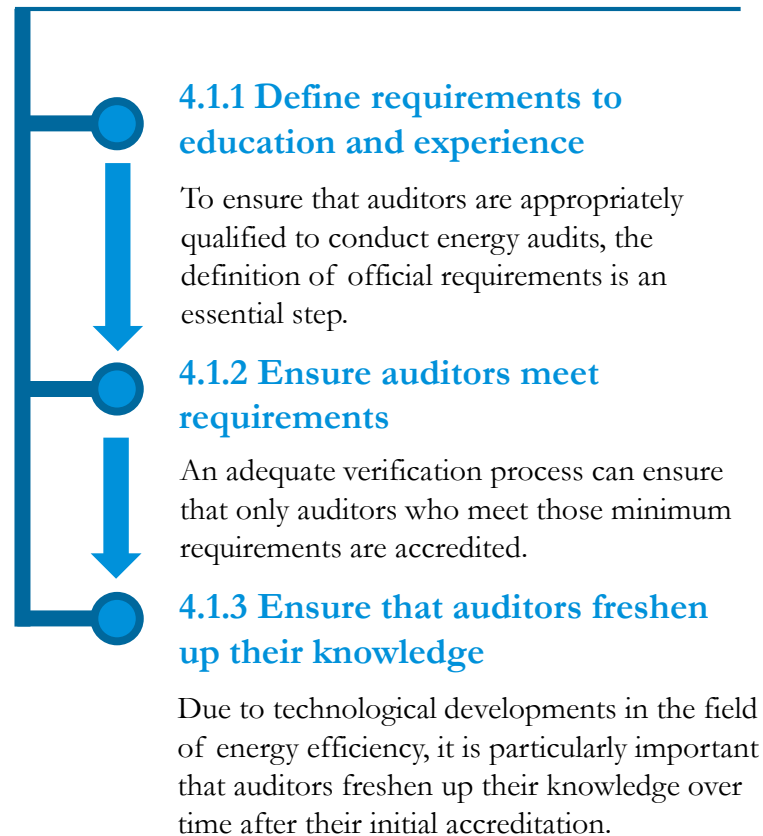 4.1.1 Define requirements to
education and experience
To ensure that auditors are appropriately
qualified to conduct energy audits, the
definition of official requirements is an
essential step.
4.1.2 Ensure auditors meet
requirements
An adequate verification process can ensure
that only auditors who meet those minimum
requirements are accredited.
4.1.3 Ensure that auditors freshen
up their knowledge
Due to technological developments in the field
of energy efficiency, it is particularly important
that auditors freshen up their knowledge over
time after their initial accreditation.